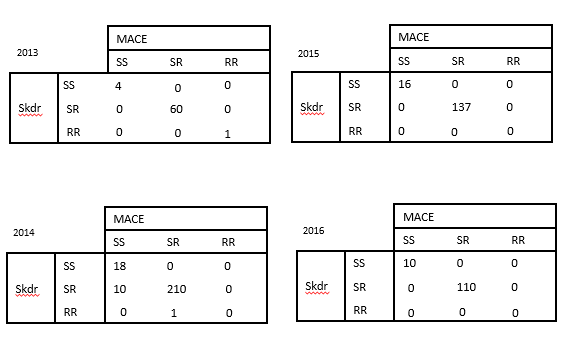 2013
MACE
SS SR RR
Skdr
SS 4 0 0
SR 0 60 0
RR 0 0 1
2015
MACE
SS SR RR
Skdr
SS 16 0 0
SR 0 137 0
RR 0 0 0
2014
MACE
SS SR RR
Skdr
SS 18 0 0
SR 10 210 0
RR 0 1 0
2016
MACE
SS SR RR
Skdr
SS 10 0 0
SR 0 110 0
RR 0 0 0